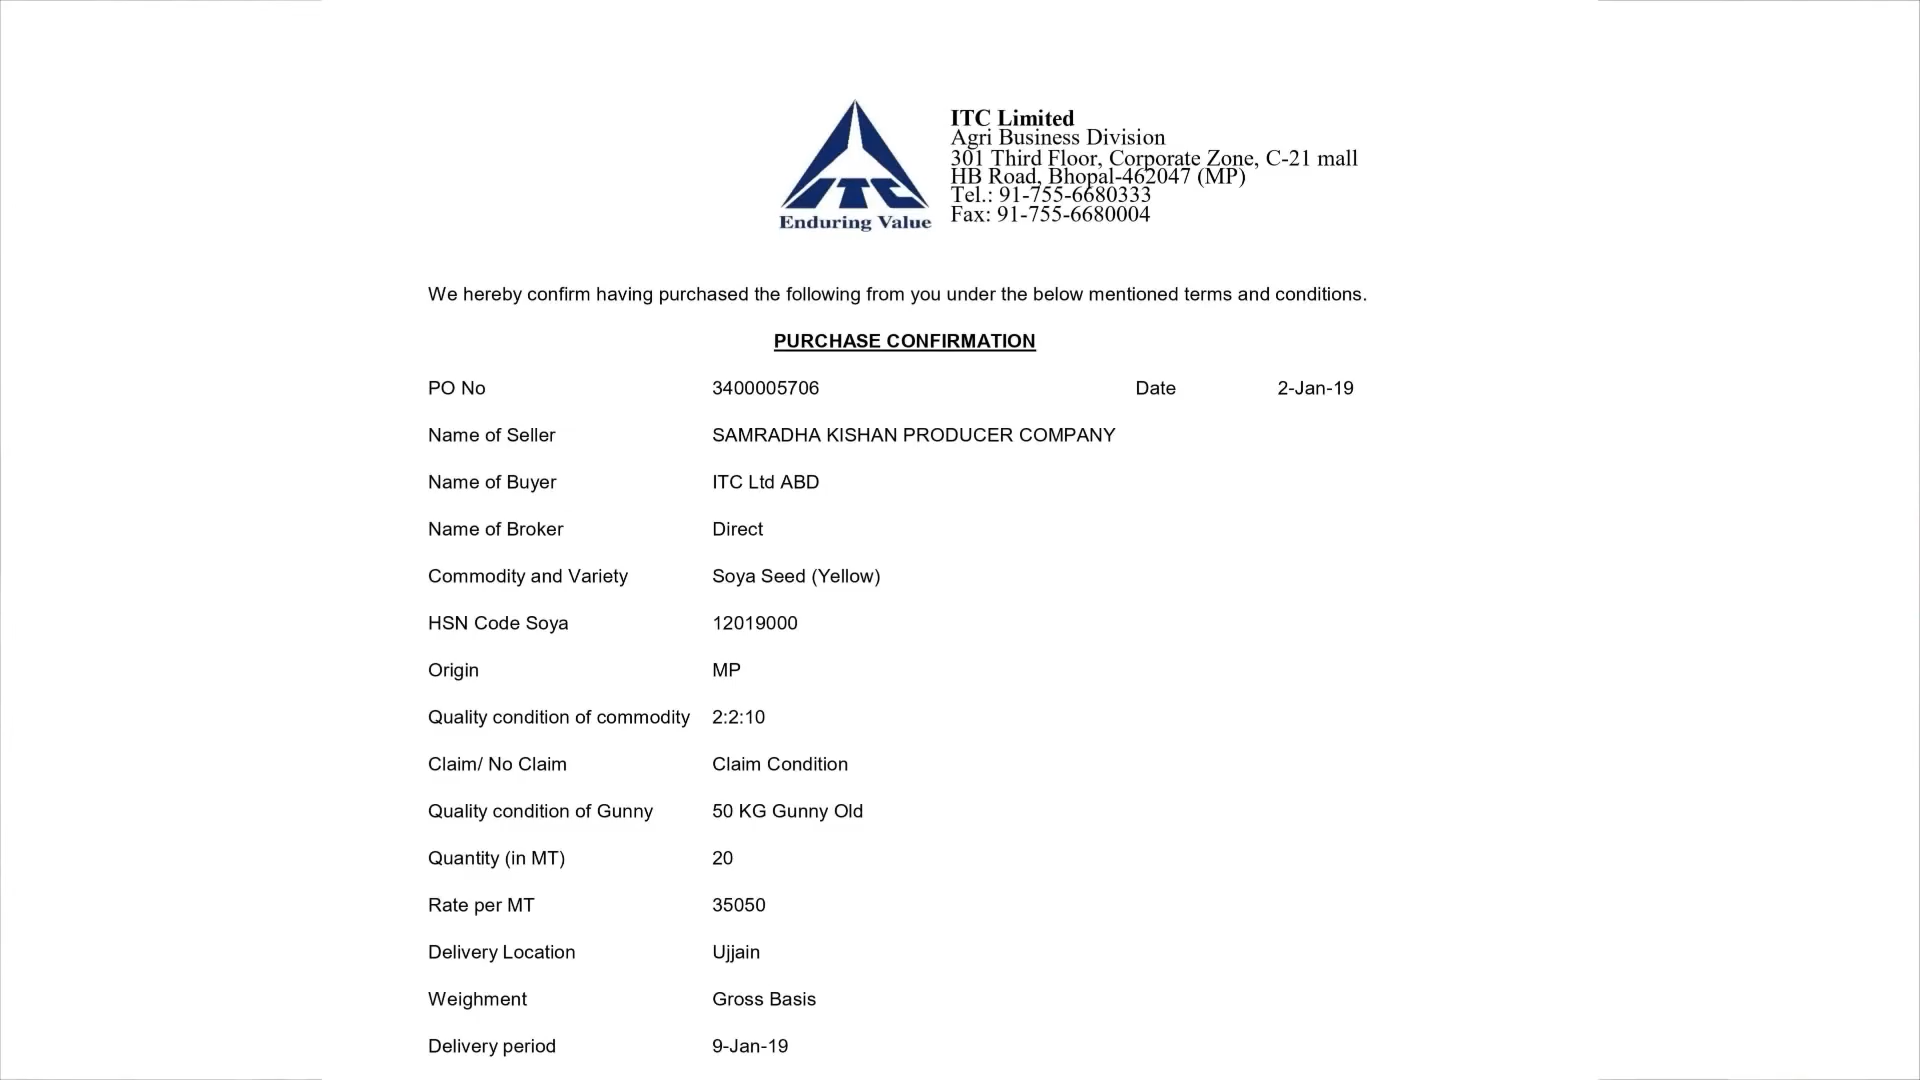 ITC
Enduring Value
ITC Limited
Agri Business Division
301 Third Floor, Corporate Zone, C-21 mall
HB Road, Bhopal-462047 (MP)
Tel.: 91-755-6680333
Fax: 91-755-6680004
We hereby confirm having purchased the following from you under the below mentioned terms and conditions.
PURCHASE CONFIRMATION
PO No 3400005706 Date 2-Jan-19
Name of Seller SAMRADHA KISHAN PRODUCER COMPANY
Name of Buyer ITC Ltd ABD
Name of Broker Direct
Commodity and Variety Soya Seed (Yellow)
HSN Code Soya 12019000
Origin MP
Quality condition of commodity 2:2:10
Claim/ No Claim Claim Condition
Quality condition of Gunny 50 KG Gunny Old
Quantity (in MT) 20
Rate per MT 35050
Delivery Location Ujjain
Weighment Gross Basis
Delivery period 9-Jan-19